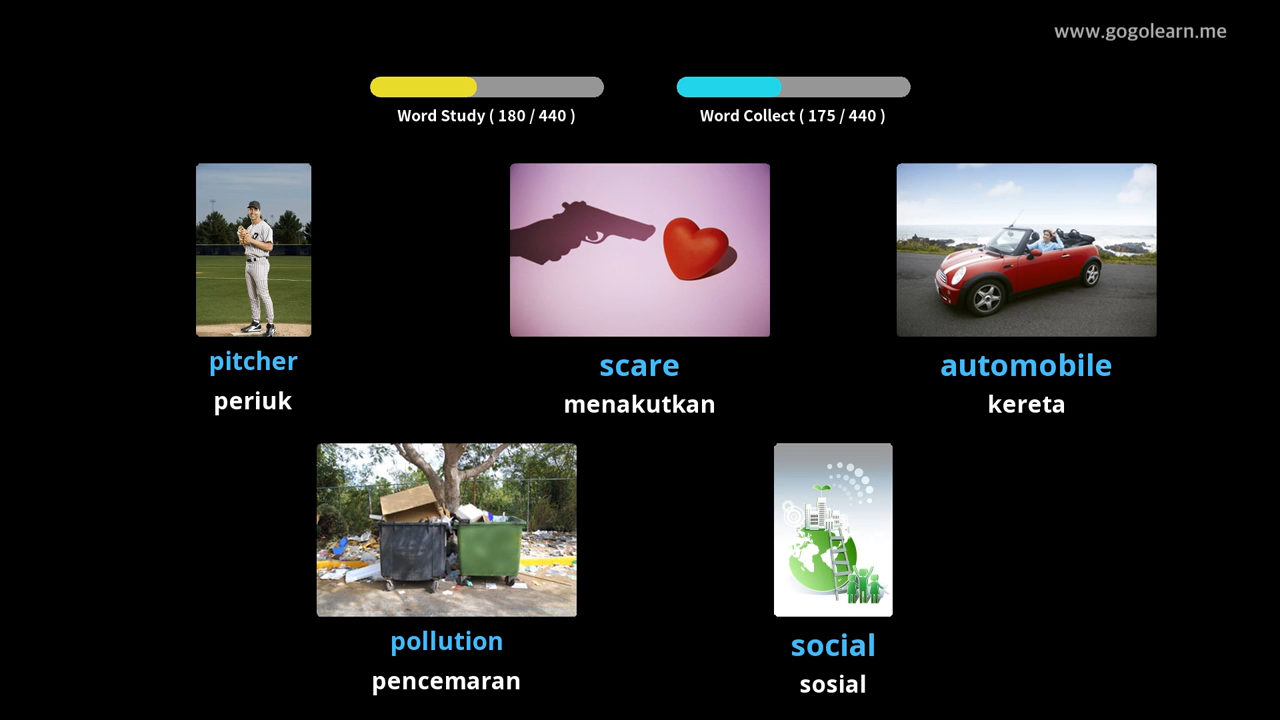 www.gogolearn.me
Word Study ( 180 / 440 )
Word Collect ( 175 / 440 )
pitcher
periuk
scare
menakutkan
automobile
kereta
pollution
pencemaran
social
sosial